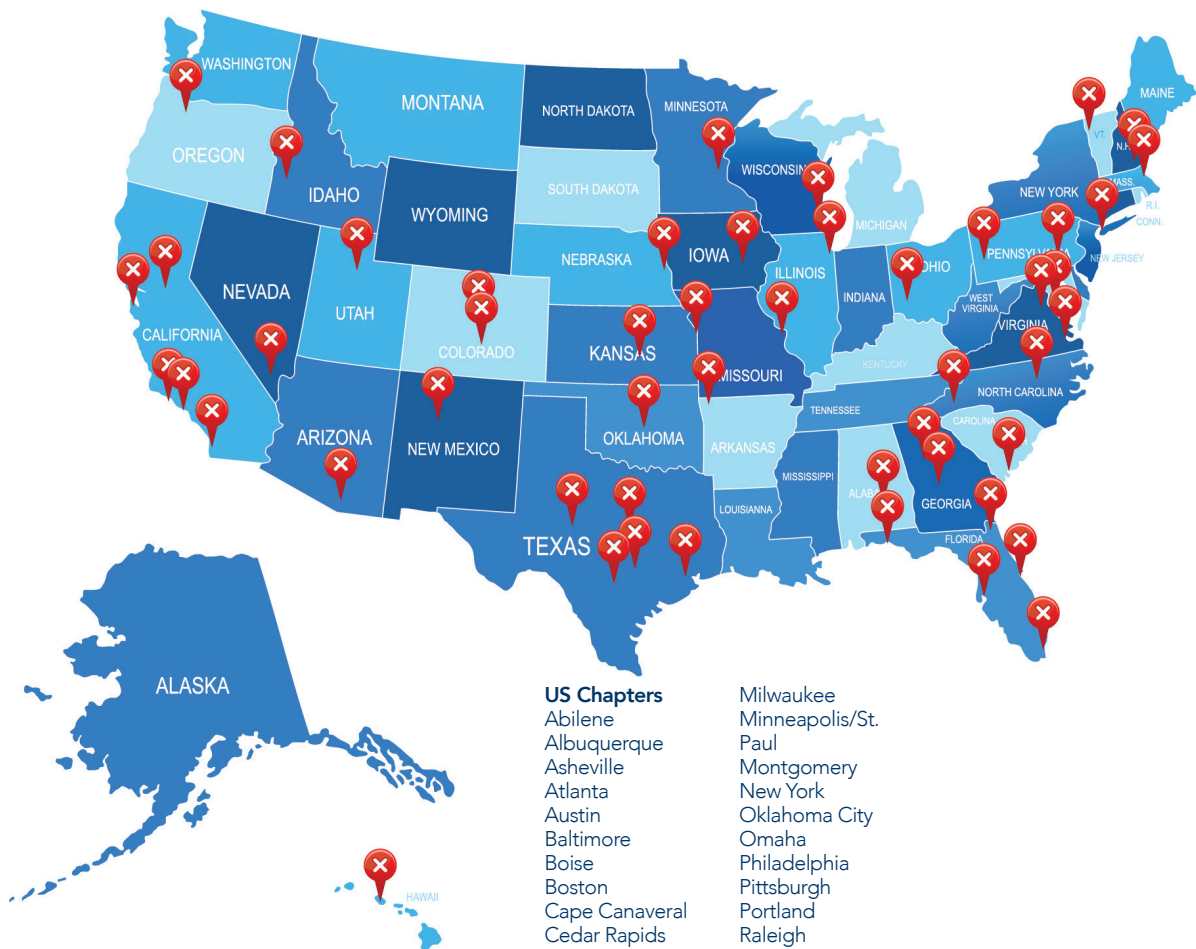 WASHINGTON
MONTANA
NORTH DAKOTA
MINNESOTA
MAINE
VT.
N.H.
OREGON
IDAHO
WYOMING
SOUTH DAKOTA
WISCONSIN
MICHIGAN
NEW YORK
MASS.
R.I.
CONN.
NEVADA
UTAH
COLORADO
NEBRASKA
IOWA
ILLINOIS
INDIANA
OHIO
PENNSYLVANIA
NEW JERSEY
WEST
VIRGINIA
VIRGINIA
CALIFORNIA
KANSAS
MISSOURI
KENTUCKY
NORTH CAROLINA
TENNESSEE
CAROLINA
ARIZONA
NEW MEXICO
OKLAHOMA
ARKANSAS
MISSISSIPPI
ALABA
GEORGIA
LOUISIANNA
TEXAS
FLORIDA
ALASKA
HAWAII
US Chapters
Abilene
Albuquerque
Asheville
Atlanta
Austin
Baltimore
Boise
Boston
Cape Canaveral
Cedar Rapids
Milwaukee
Minneapolis/St.
Paul
Montgomery
New York
Oklahoma City
Omaha
Philadelphia
Pittsburgh
Portland
Raleigh